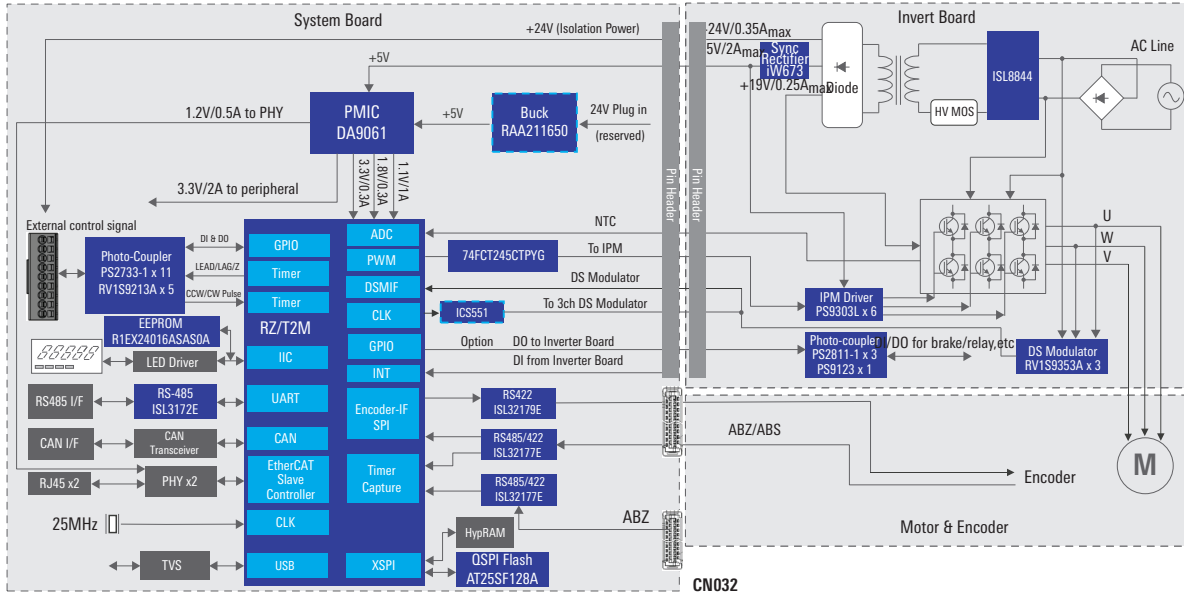 System Board
Invert Board
+24V (Isolation Power)
-24V/0.35Amax
5V/2Amax
Sync
Rectifier
iW673
+19V/0.25Amax
Diode
ISL8844
HV MOS
AC Line
+5V
1.2V/0.5A to PHY
PMIC
DA9061
+5V
Buck
RAA211650
24V Plug in
(reserved)
3.3V/0.3A
1.8V/0.3A
1.1V/1A
3.3V/2A to peripheral
Pin Header
Pin Header
External control signal
Photo-Coupler
PS2733-1 x 11
RV1S9213A x 5
DI & DO
LEAD/LAG/Z
CCW/CW Pulse
GPIO
Timer
Timer
RZ/T2M
IIC
UART
CAN
EtherCAT
Slave
Controller
CLK
USB
ADC
PWM
DSMIF
CLK
GPIO
INT
Encoder-IF
SPI
Timer
Capture
XSPI
NTC
74FCT245CTPYG
To IPM
DS Modulator
ICS551
To 3ch DS Modulator
Option
DO to Inverter Board
DI from Inverter Board
EEPROM
R1EX24016ASAS0A
LED Driver
RS485 I/F
RS-485
ISL3172E
CAN I/F
CAN
Transceiver
RJ45 x2
PHY x2
25MHz
TVS
RS422
ISL32179E
RS485/422
ISL32177E
RS485/422
ISL32177E
HypRAM
QSPI Flash
AT25SF128A
ABZ/ABS
ABZ
IPM Driver
PS9303L x 6
Photo-coupler
PS2811-1 x 3
PS9123 x 1
DI/DO for brake/relay,etc
DS Modulator
RV1S9353A x 3
U
W
V
M
Encoder
Motor & Encoder
CN032